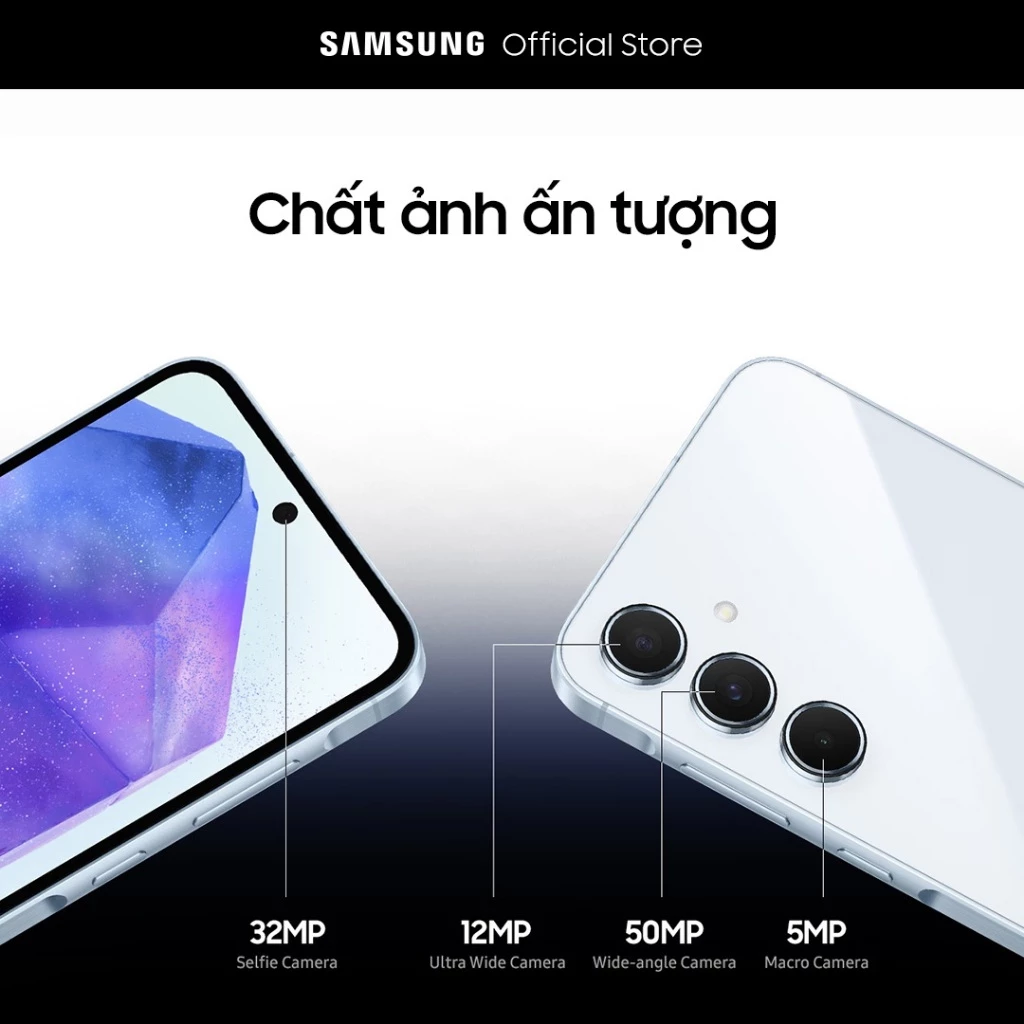 SAMSUNG Official Store
Chất ảnh ấn tượng
32MP
Selfie Camera
12MP
Ultra Wide Camera
50MP
Wide-angle Camera
5MP
Macro Camera